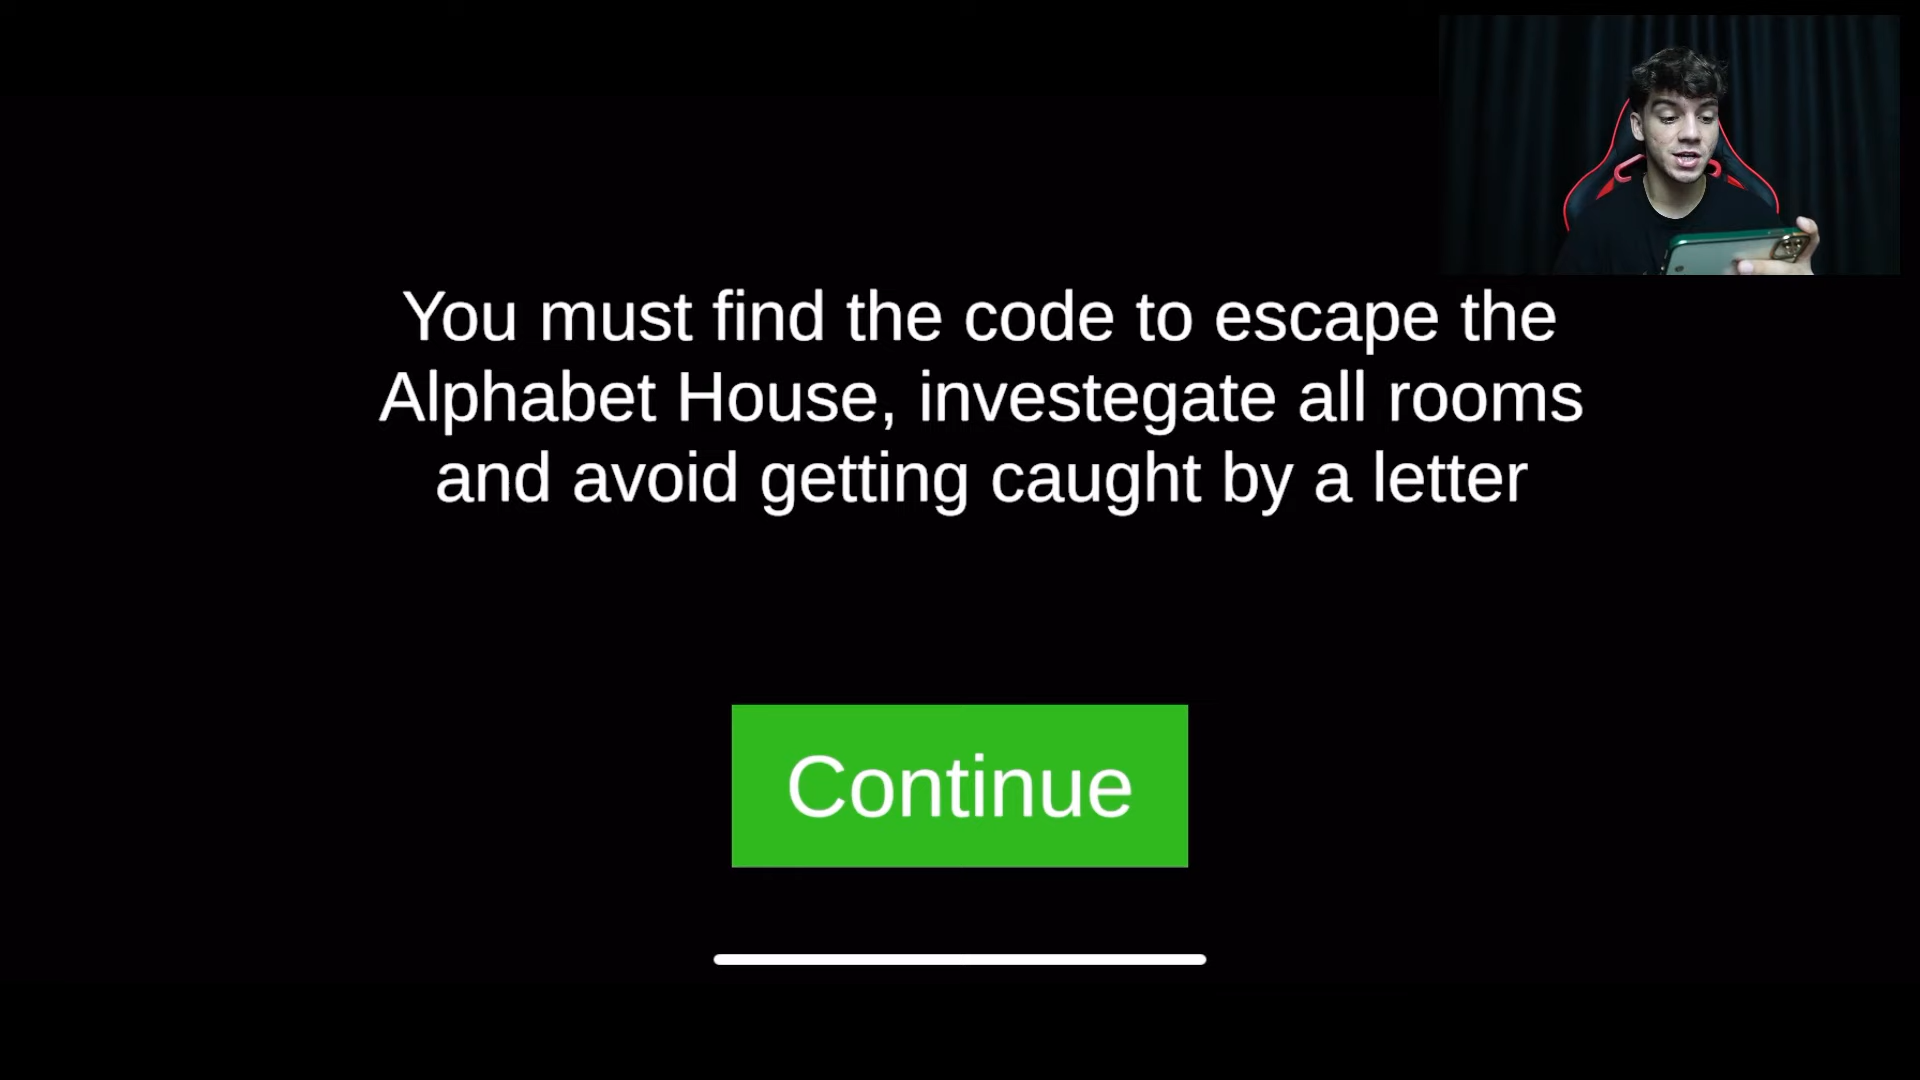 You must find the code to escape the
Alphabet House, investegate all rooms
and avoid getting caught by a letter
Continue